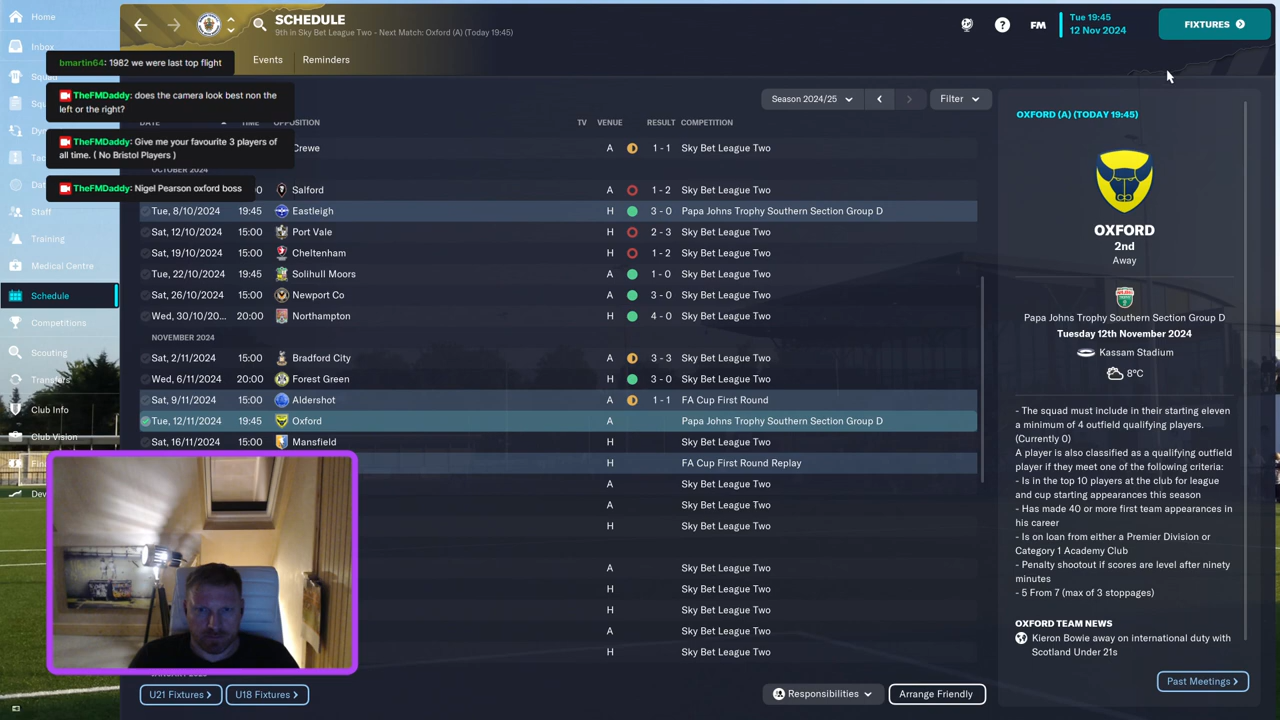 Home
SCHEDULE
9th in Sky Bet League Two - Next Match: Oxford (A) (Today 19:45)
FM
Tue 19:45
12 Nov 2024
FIXTURES
Inbox
Events
Reminders
bmartin64: 1982 we were last top flight
TheFMDaddy: does the camera look best non the
left or the right?
TheFMDaddy: Give me your favourite 3 players of
all time. ( No Bristol Players )
TheFMDaddy: Nigel Pearson oxford boss
Staff
Training
Medical Centre
Schedule
Competitions
Scouting
Transfers
Club Info
Club Vision
Season 2024/25
Filter
DATE TIME OPPOSITION TV VENUE RESULT COMPETITION
Crewe A 1 - 1 Sky Bet League Two
OCTOBER 2024
Salford A 1 - 2 Sky Bet League Two
Tue, 8/10/2024 19:45 Eastleigh H 3 - 0 Papa Johns Trophy Southern Section Group D
Sat, 12/10/2024 15:00 Port Vale H 2 - 3 Sky Bet League Two
Sat, 19/10/2024 15:00 Cheltenham H 1 - 2 Sky Bet League Two
Tue, 22/10/2024 19:45 Solihull Moors A 1 - 0 Sky Bet League Two
Sat, 26/10/2024 15:00 Newport Co A 3 - 0 Sky Bet League Two
Wed, 30/10/20... 20:00 Northampton H 4 - 0 Sky Bet League Two
NOVEMBER 2024
Sat, 2/11/2024 15:00 Bradford City A 3 - 3 Sky Bet League Two
Wed, 6/11/2024 20:00 Forest Green H 3 - 0 Sky Bet League Two
Sat, 9/11/2024 15:00 Aldershot A 1 - 1 FA Cup First Round
Tue, 12/11/2024 19:45 Oxford A Papa Johns Trophy Southern Section Group D
Sat, 16/11/2024 15:00 Mansfield H Sky Bet League Two
H FA Cup First Round Replay
A Sky Bet League Two
A Sky Bet League Two
H Sky Bet League Two
A Sky Bet League Two
H Sky Bet League Two
H Sky Bet League Two
A Sky Bet League Two
H Sky Bet League Two
U21 Fixtures
U18 Fixtures
Responsibilities
Arrange Friendly
OXFORD (A) (TODAY 19:45)
OXFORD
2nd
Away
Papa Johns Trophy Southern Section Group D
Tuesday 12th November 2024
Kassam Stadium
8°C
- The squad must include in their starting eleven
a minimum of 4 outfield qualifying players.
(Currently 0)
A player is also classified as a qualifying outfield
player if they meet one of the following criteria:
- Is in the top 10 players at the club for league
and cup starting appearances this season
- Has made 40 or more first team appearances in
his career
- Is on loan from either a Premier Division or
Category 1 Academy Club
- Penalty shootout if scores are level after ninety
minutes
- 5 From 7 (max of 3 stoppages)
OXFORD TEAM NEWS
Kieron Bowie away on international duty with
Scotland Under 21s
Past Meetings